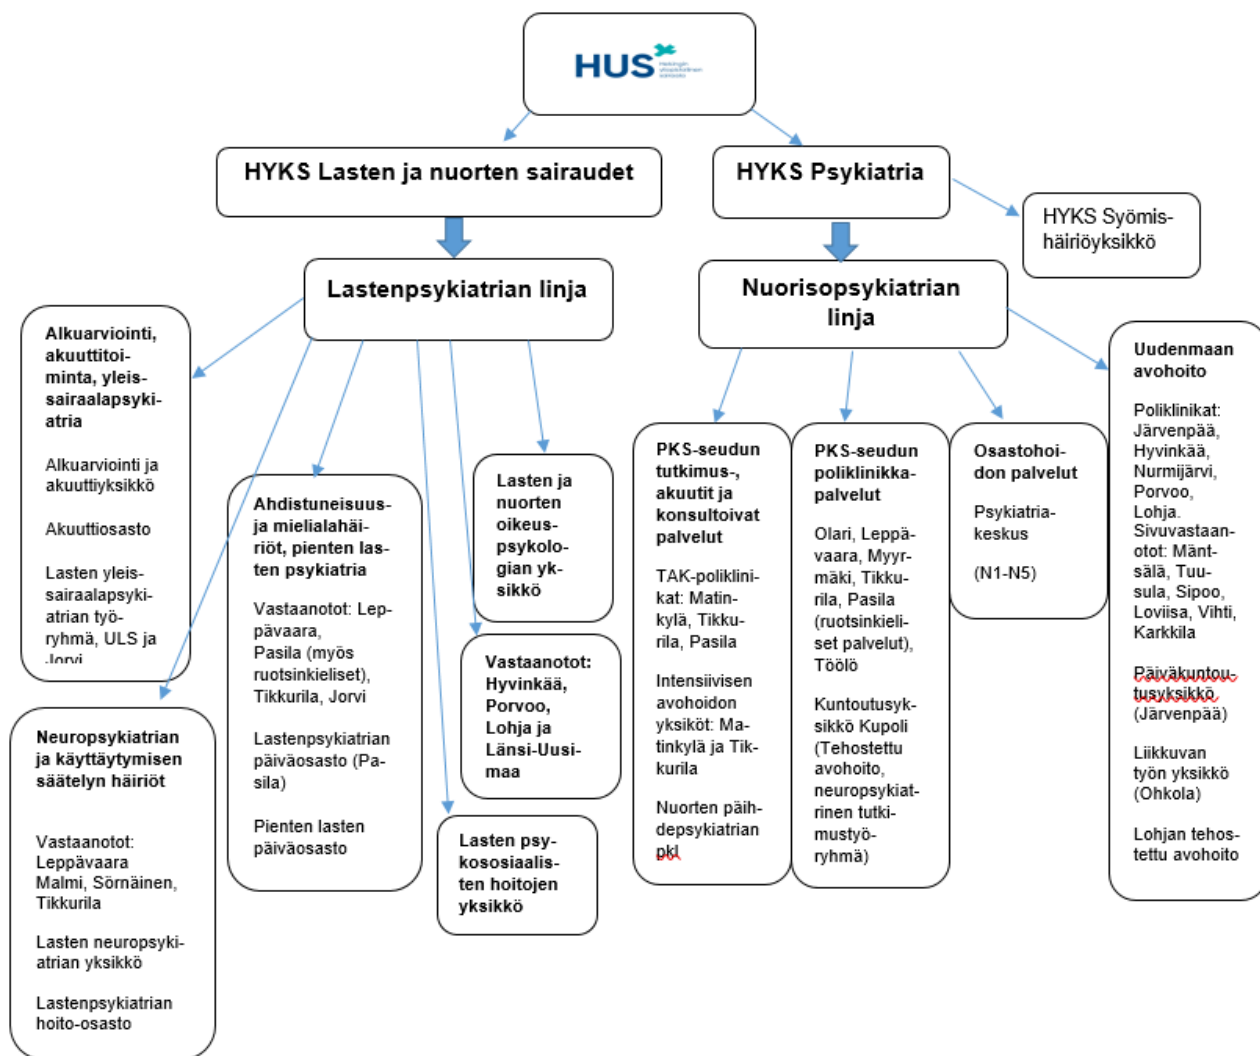 HUS
Helsingin
yliopistollinen
sairaala
HYKS Lasten ja nuorten sairaudet
HYKS Psykiatria
HYKS Syömis-
häiriöyksikkö
Lastenpsykiatrian linja
Nuorisopsykiatrian
linja
Alkuarviointi,
akuuttitoi-
minta, yleis-
sairaalapsyki-
atria
Alkuarviointi ja
akuuttiyksikkö
Akuuttiosasto
Lasten yleis-
sairaalapsyki-
atrian työ-
ryhmä, ULS ja
Jorvi
Neuropsykiatrian
ja käyttäytymisen
säätelyn häiriöt
Vastaanotot:
Leppävaara
Malmi, Sörnäinen,
Tikkurila
Lasten neuropsyki-
atrian yksikkö
Lastenpsykiatrian
hoito-osasto
Ahdistuneisuus-
ja mielialahäi-
riöt, pienten las-
ten psykiatria
Vastaanotot: Lep-
pävaara,
Pasila (myös
ruotsinkieliset),
Tikkurila, Jorvi
Lastenpsykiatrian
päiväosasto (Pa-
sila)
Pienten lasten
päiväosasto
Lasten ja
nuorten
oikeus-
psykolo-
gian yk-
sikkö
Vastaanotot:
Hyvinkää,
Porvoo,
Lohja ja
Länsi-Uusi-
maa
Lasten psy-
kososiaalis-
ten hoitojen
yksikkö
PKS-seudun
tutkimus-,
akuutit ja
konsultoivat
palvelut
TAK-poliklini-
kat: Matin-
kylä, Tikku-
rila, Pasila
Intensiivisen
avohoidon
yksiköt: Ma-
tinkylä ja Tik-
kurila
Nuorten päih-
depsykiatrian
pkl
PKS-seudun
poliklinikka-
palvelut
Olari, Leppä-
vaara, Myyr-
mäki, Tikku-
rila, Pasila
(ruotsinkieli-
set palvelut),
Töölö
Kuntoutusyk-
sikkö Kupoli
(Tehostettu
avohoito,
neuropsykiat-
rinen tutki-
mustyö-
ryhmä)
Osastohoi-
don palvelut
Psykiatria-
keskus
(N1-N5)
Uudenmaan
avohoito
Poliklinikat:
Järvenpää,
Hyvinkää,
Nurmijärvi,
Porvoo,
Lohja.
Sivuvastaan-
otot: Mänt-
sälä, Tuu-
sula, Sipoo,
Loviisa, Vihti,
Karkkila
Päiväkuntou-
tusyksikkö
(Järvenpää)
Liikkuvan
työn yksikkö
(Ohkola)
Lohjan tehos-
tettu avohoito